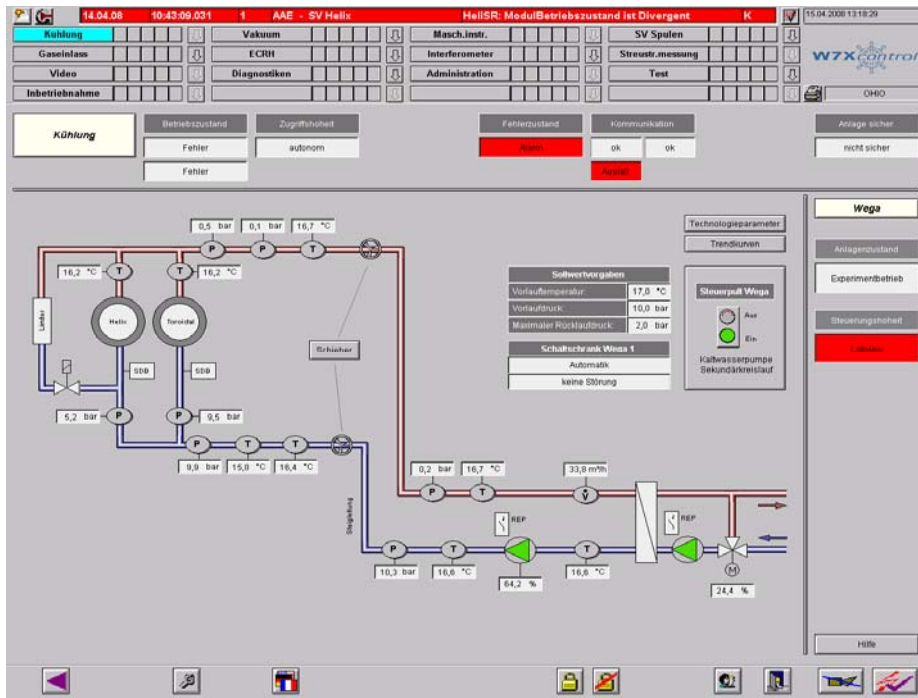 14.04.08 10:43:09.031 1 AAE - SV Helix HeliSR: ModulBetriebszustand ist Divergent K 15.04.2008 13:18:29
Kühlung Vakuum Masch.instr. SV Spulen
Gaseinlass ECRH Interferometer Streustr.messung
W7Xcontrol
Video Diagnostiken Administration Test
Inbetriebnahme OHIO
Betriebszustand Zugriffshoheit Fehlerzustand Kommunikation Anlage sicher
Kühlung
Fehler autonom Alarm ok ok nicht sicher
Fehler Ausfall
Wega
0,5 bar 0,1 bar 16,7 °C
Technologieparameter
Trendkurven
P P T
Anlagenzustand
16,2 °C T T 16,2 °C
Experimentbetrieb
Sollwertvorgaben
Vorlauftemperatur: 17,0 °C
Vorlaufdruck: 10,0 bar
Maximaler Rücklaufdruck: 2,0 bar
Steuerpult Wega
Aus
Ein
Kaltwasserpumpe
Sekundärkreislauf
Steuerungshoheit
Limiter
Helix Toroidal
Schieber
Schaltschrank Wega 1
Automatik
keine Störung
SDB SDB
5,2 bar P P 9,5 bar
P T T
9,9 bar 15,8 °C 16,4 °C
0,2 bar 16,7 °C 33,8 m³/h
P T V
Steigleitung
REP REP
P T T
10,3 bar 16,6 °C 64,2 % 16,6 °C
M
24,4 %
Hilfe